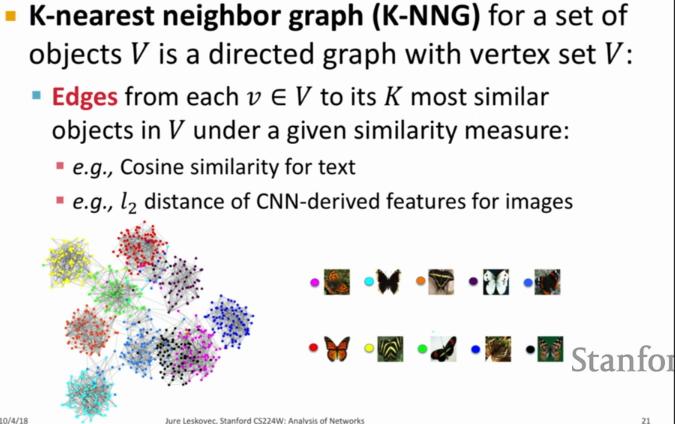 K-nearest neighbor graph (K-NNG) for a set of
objects V is a directed graph with vertex set V:
Edges from each v ∈ V to its K most similar
objects in V under a given similarity measure:
e.g., Cosine similarity for text
e.g., l₂ distance of CNN-derived features for images
Stanfor
10/4/18 Jure Leskovec, Stanford CS224W: Analysis of Networks 21